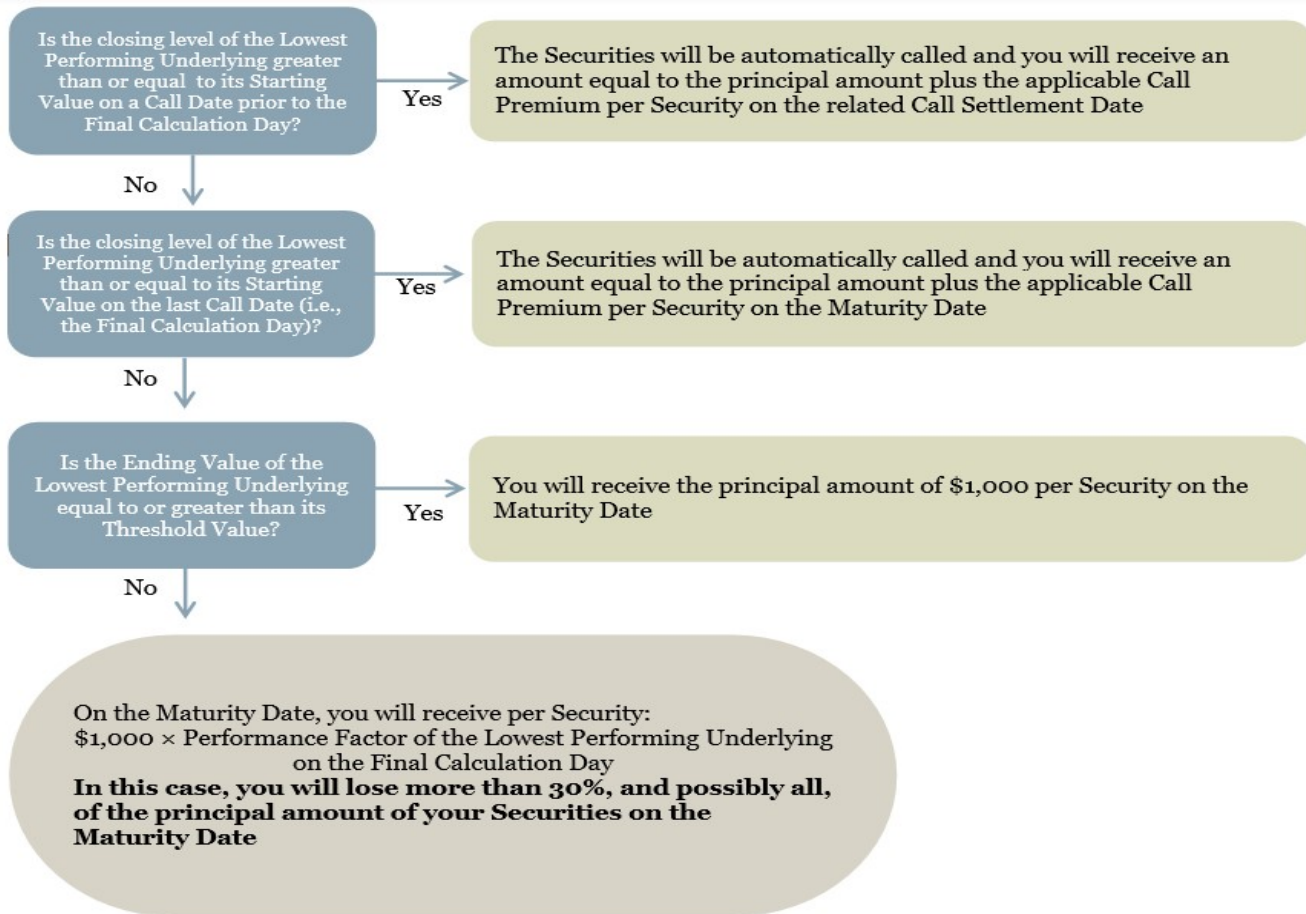 Is the closing level of the Lowest
Performing Underlying greater
than or equal to its Starting
Value on a Call Date prior to the
Final Calculation Day?
Yes
The Securities will be automatically called and you will receive an
amount equal to the principal amount plus the applicable Call
Premium per Security on the related Call Settlement Date
No
Is the closing level of the Lowest
Performing Underlying greater
than or equal to its Starting
Value on the last Call Date (i.e.,
the Final Calculation Day)?
Yes
The Securities will be automatically called and you will receive an
amount equal to the principal amount plus the applicable Call
Premium per Security on the Maturity Date
No
Is the Ending Value of the
Lowest Performing Underlying
equal to or greater than its
Threshold Value?
Yes
You will receive the principal amount of $1,000 per Security on the
Maturity Date
No
On the Maturity Date, you will receive per Security:
$1,000 × Performance Factor of the Lowest Performing Underlying
on the Final Calculation Day
In this case, you will lose more than 30%, and possibly all,
of the principal amount of your Securities on the
Maturity Date